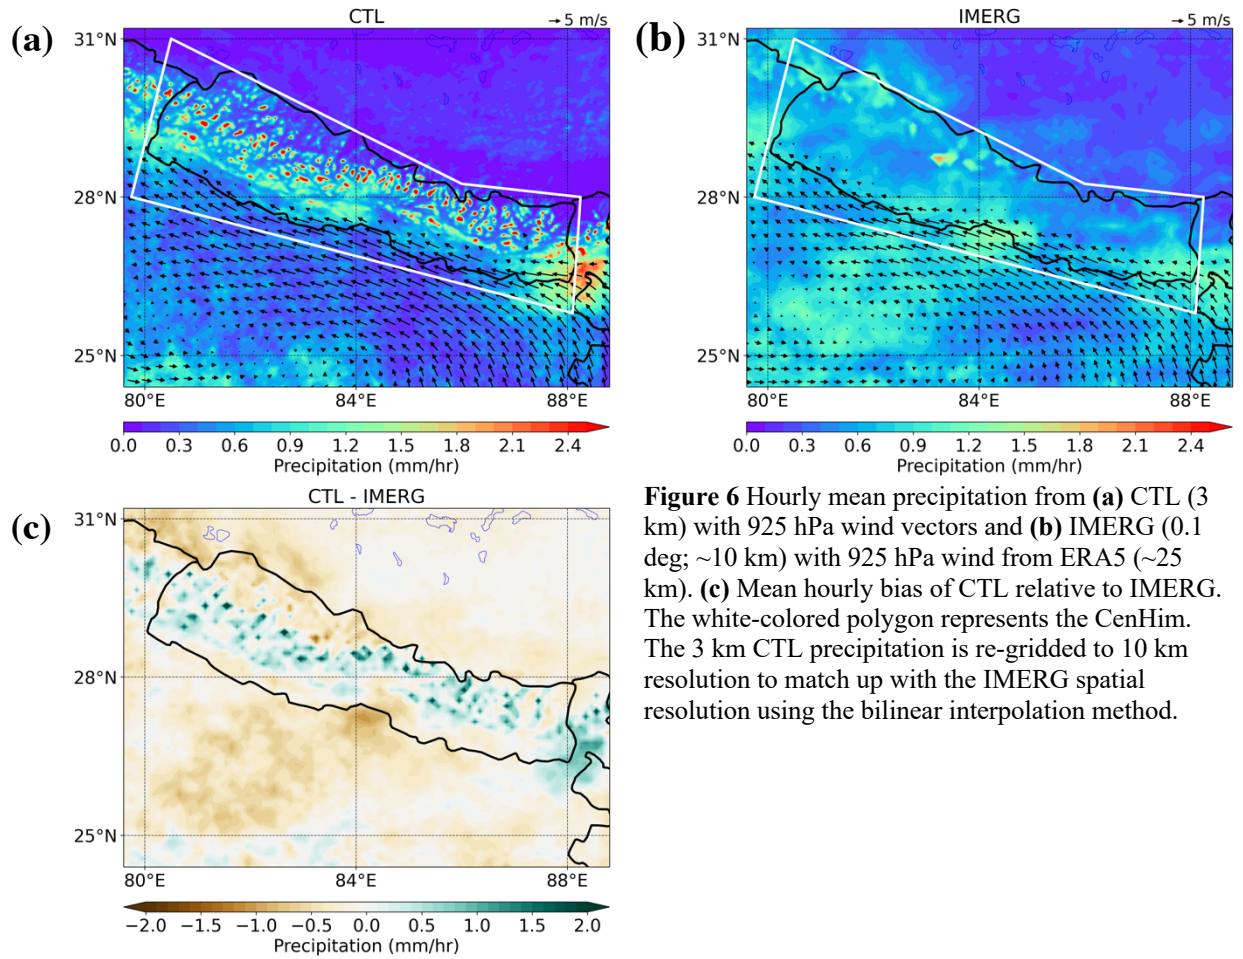 (a)
CTL
→5 m/s
31°N
28°N
25°N
80°E 84°E 88°E
0.0 0.3 0.6 0.9 1.2 1.5 1.8 2.1 2.4
Precipitation (mm/hr)
(b)
IMERG
→5 m/s
31°N
28°N
25°N
80°E 84°E 88°E
0.0 0.3 0.6 0.9 1.2 1.5 1.8 2.1 2.4
Precipitation (mm/hr)
(c)
CTL - IMERG
31°N
28°N
25°N
80°E 84°E 88°E
−2.0 −1.5 −1.0 −0.5 0.0 0.5 1.0 1.5 2.0
Precipitation (mm/hr)
Figure 6 Hourly mean precipitation from (a) CTL (3
km) with 925 hPa wind vectors and (b) IMERG (0.1
deg; ~10 km) with 925 hPa wind from ERA5 (~25
km). (c) Mean hourly bias of CTL relative to IMERG.
The white-colored polygon represents the CenHim.
The 3 km CTL precipitation is re-gridded to 10 km
resolution to match up with the IMERG spatial
resolution using the bilinear interpolation method.